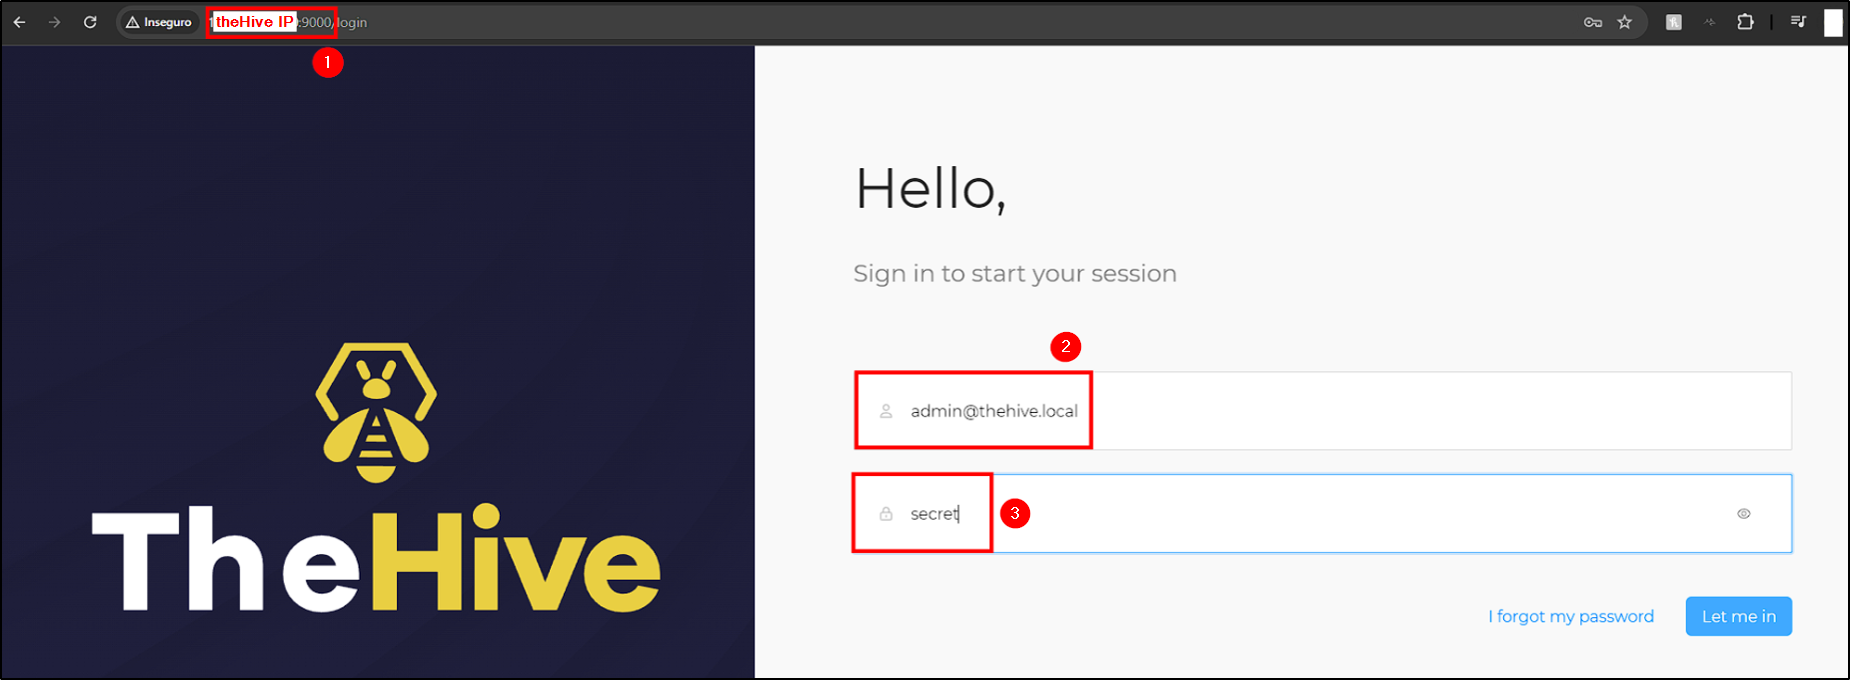 Inseguro theHive IP :9000/login
1
Hello,
Sign in to start your session
2
admin@thehive.local
secret
3
TheHive
I forgot my password Let me in